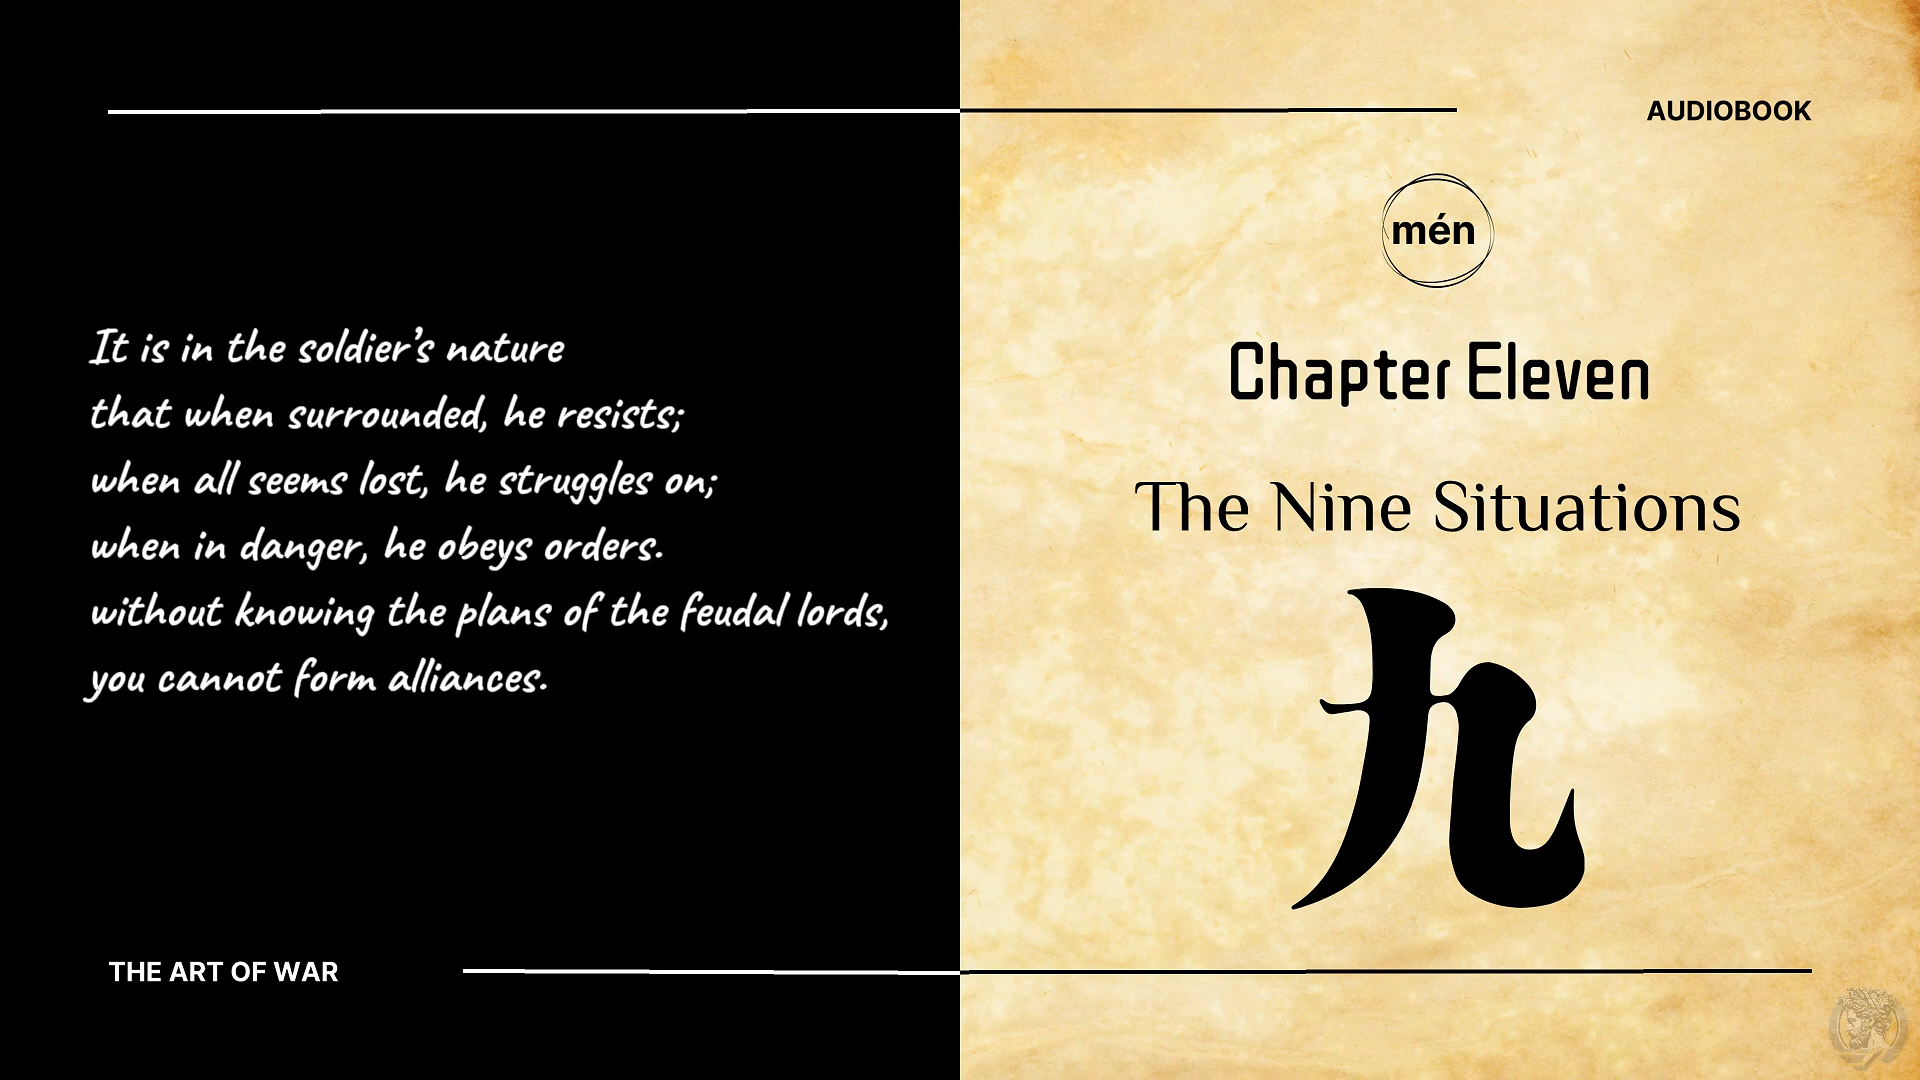 It is in the soldier’s nature
that when surrounded, he resists;
when all seems lost, he struggles on;
when in danger, he obeys orders.
without knowing the plans of the feudal lords,
you cannot form alliances.
THE ART OF WAR
AUDIOBOOK
mén
Chapter Eleven
The Nine Situations
九